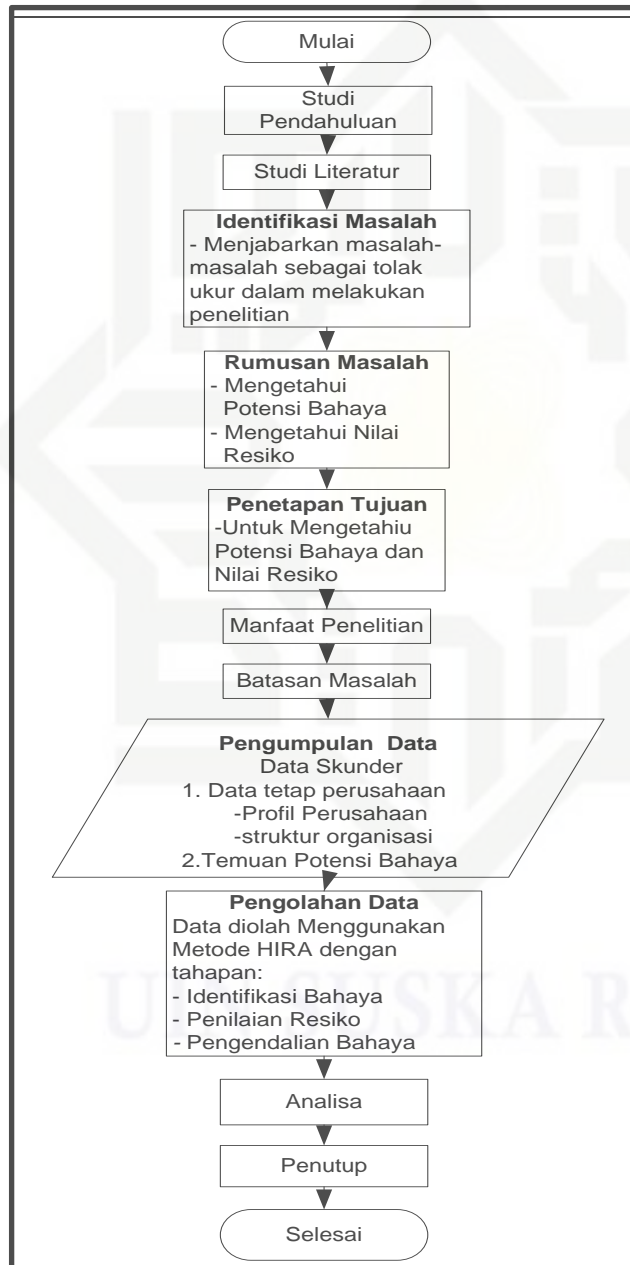 Mulai
Studi
Pendahuluan
Studi Literatur
Identifikasi Masalah
- Menjabarkan masalah-
masalah sebagai tolak
ukur dalam melakukan
penelitian
Rumusan Masalah
- Mengetahui
Potensi Bahaya
- Mengetahui Nilai
Resiko
Penetapan Tujuan
-Untuk Mengetahiu
Potensi Bahaya dan
Nilai Resiko
Manfaat Penelitian
Batasan Masalah
Pengumpulan Data
Data Skunder
1. Data tetap perusahaan
-Profil Perusahaan
-struktur organisasi
2.Temuan Potensi Bahaya
Pengolahan Data
Data diolah Menggunakan
Metode HIRA dengan
tahapan:
- Identifikasi Bahaya
- Penilaian Resiko
- Pengendalian Bahaya
SUSKA R
Analisa
Penutup
Selesai